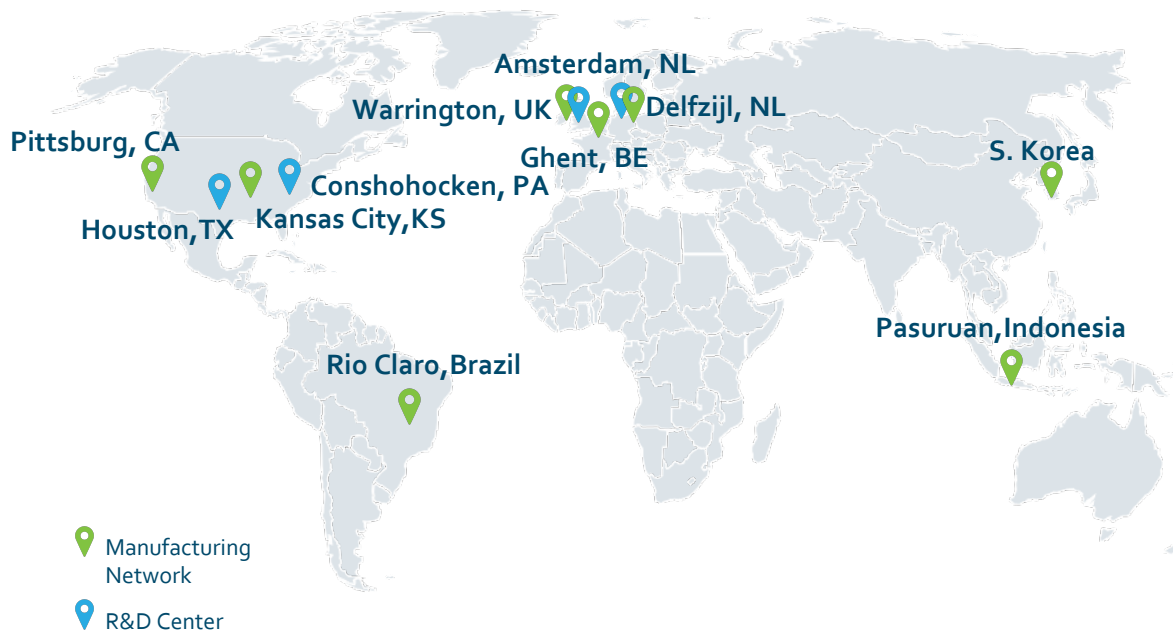 Amsterdam, NL
Warrington, UK
Delfzijl, NL
Pittsburg, CA
Ghent, BE
S. Korea
Conshohocken, PA
Kansas City,KS
Houston,TX
Pasuruan,Indonesia
Rio Claro,Brazil
Manufacturing
Network
R&D Center